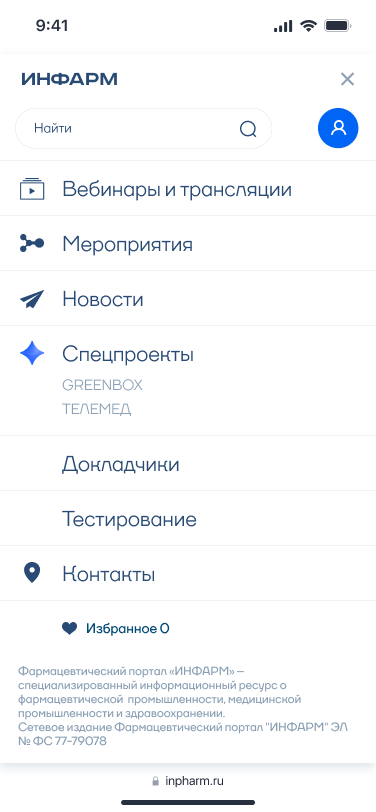 9:41
ИНФАРМ
Найти
Вебинары и трансляции
Мероприятия
Новости
Спецпроекты
GREENBOX
ТЕЛЕМЕД
Докладчики
Тестирование
Контакты
Избранное 0
Фармацевтический портал «ИНФАРМ» –
специализированный информационный ресурс о
фармацевтической промышленности, медицинской
промышленности и здравоохранении.
Сетевое издание Фармацевтический портал "ИНФАРМ" ЭЛ
№ ФС 77-79078
inpharm.ru